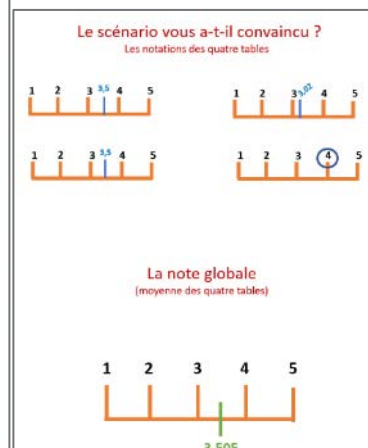 Le scénario vous a-t-il convaincu ?
Les notations des quatre tables
1 2 3 3,5 4 5
1 2 3 3,02 4 5
1 2 3 3,5 4 5
1 2 3 4 5
La note globale
(moyenne des quatre tables)
1 2 3 4 5
3,505